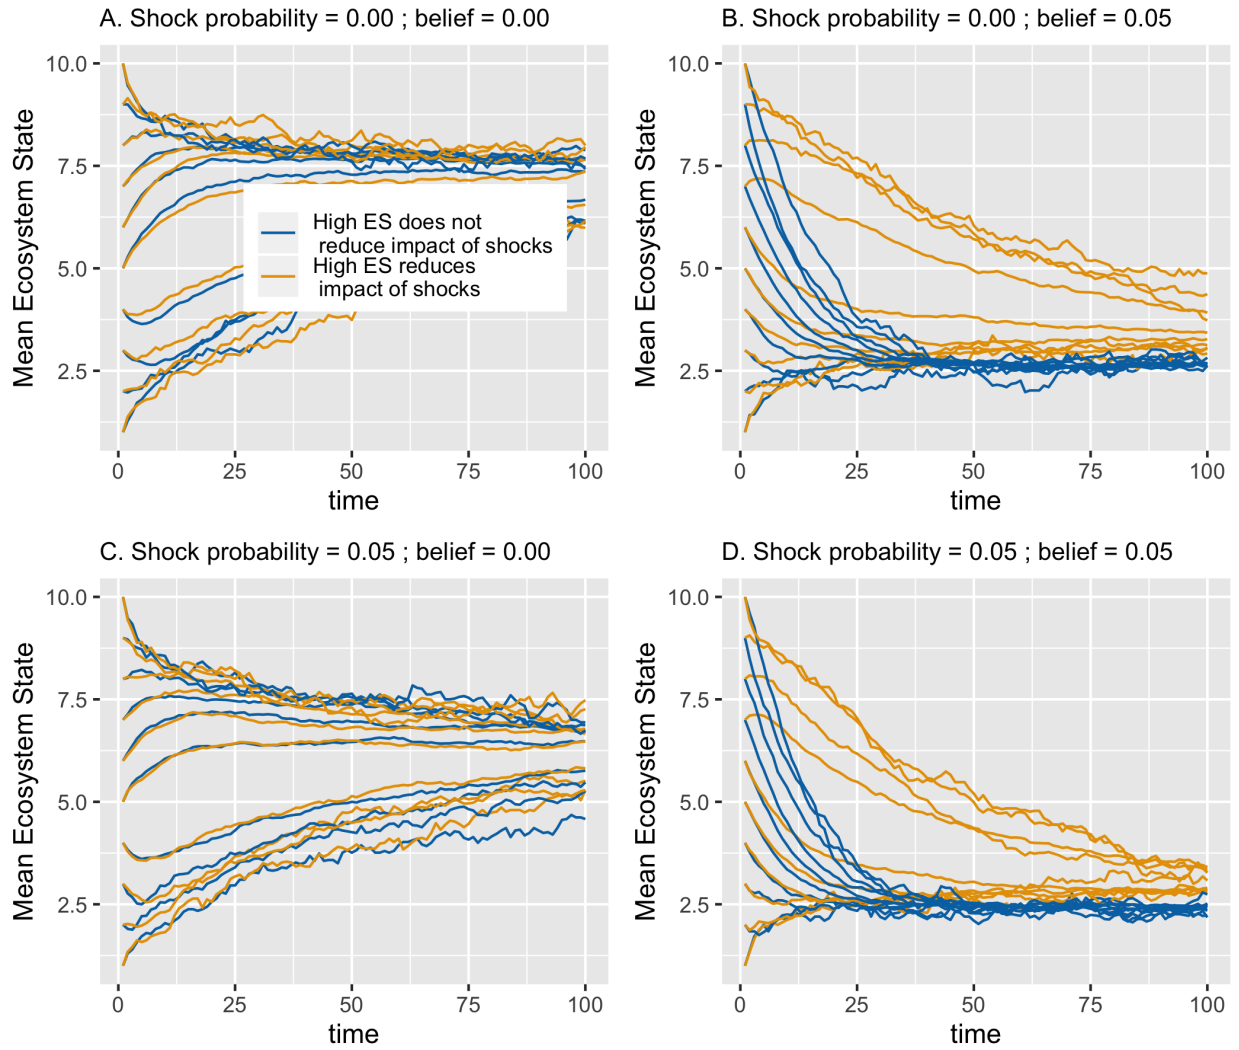 A. Shock probability = 0.00 ; belief = 0.00
Mean Ecosystem State
10.0
7.5
5.0
2.5
High ES does not
reduce impact of shocks
High ES reduces
impact of shocks
0 25 50 75 100
time
B. Shock probability = 0.00 ; belief = 0.05
Mean Ecosystem State
10.0
7.5
5.0
2.5
0 25 50 75 100
time
C. Shock probability = 0.05 ; belief = 0.00
Mean Ecosystem State
10.0
7.5
5.0
2.5
0 25 50 75 100
time
D. Shock probability = 0.05 ; belief = 0.05
Mean Ecosystem State
10.0
7.5
5.0
2.5
0 25 50 75 100
time